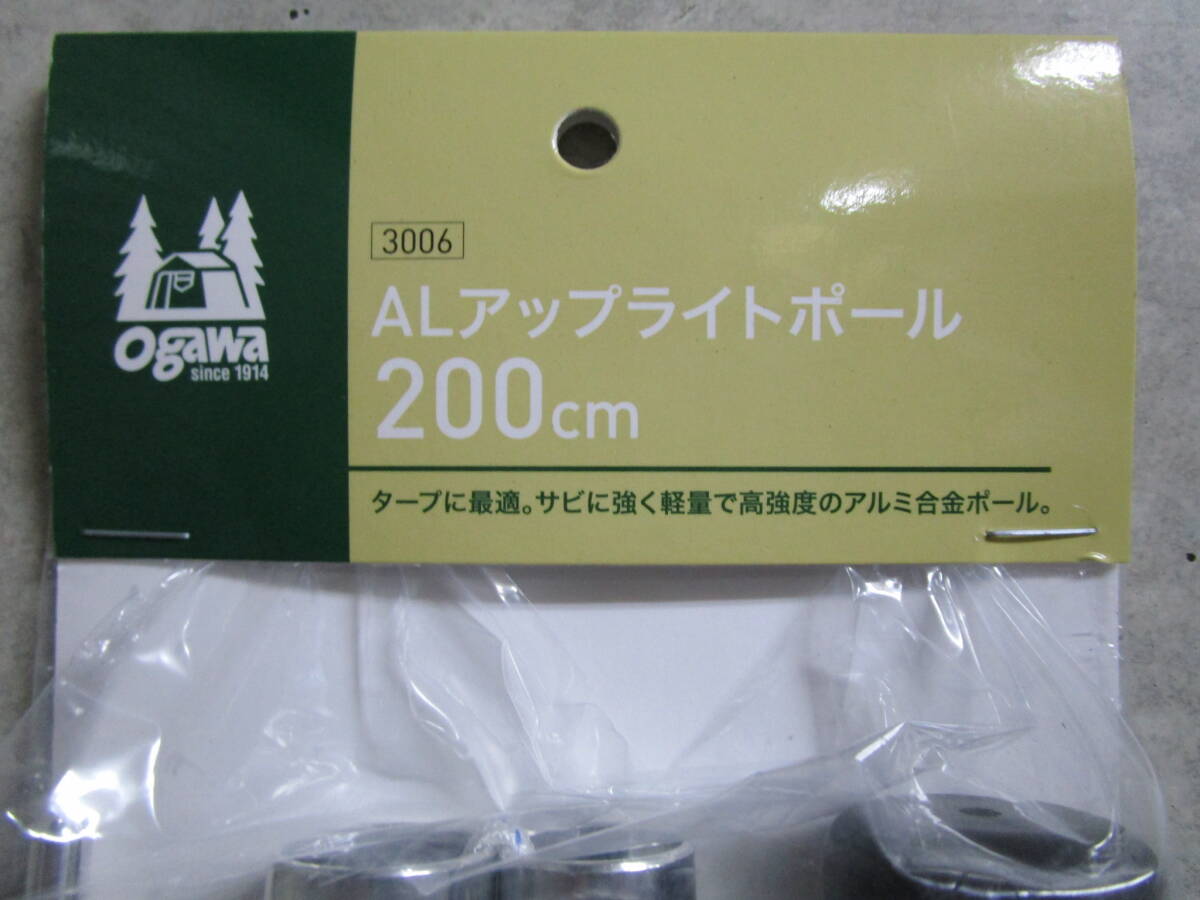 ogawa
since 1914
3006
ALアップライトポール
200cm
タープに最適。サビに強く軽量で高強度のアルミ合金ポール。